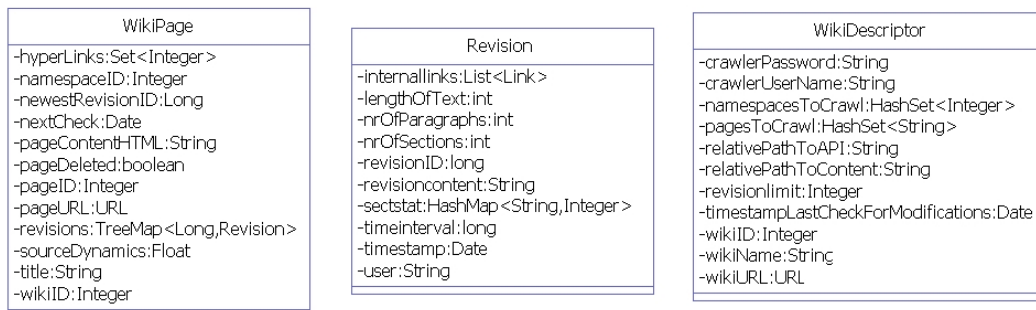 WikiPage
-hyperLinks:Set<Integer>
-namespaceID:Integer
-newestRevisionID:Long
-nextCheck:Date
-pageContentHTML:String
-pageDeleted:boolean
-pageID:Integer
-pageURL:URL
-revisions:TreeMap<Long,Revision>
-sourceDynamics:Float
-title:String
-wikiID:Integer
Revision
-internallinks:List<Link>
-lengthOfText:int
-nrOfParagraphs:int
-nrOfSections:int
-revisionID:long
-revisioncontent:String
-sectstat:HashMap<String,Integer>
-timeinterval:long
-timestamp:Date
-user:String
WikiDescriptor
-crawlerPassword:String
-crawlerUserName:String
-namespacesToCrawl:HashSet<Integer>
-pagesToCrawl:HashSet<String>
-relativePathToAPI:String
-relativePathToContent:String
-revisionlimit:Integer
-timestampLastCheckForModifications:Date
-wikiID:Integer
-wikiName:String
-wikiURL:URL